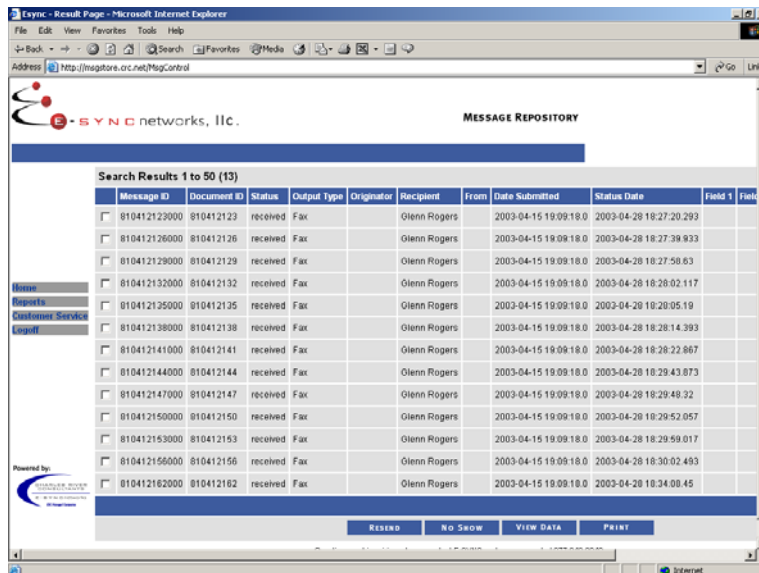 Esync - Result Page - Microsoft Internet Explorer
File Edit View Favorites Tools Help
Back Search Favorites Media
Address http://msgstore.crc.net/MsgControl Go
E-SYNC networks, llc.
MESSAGE REPOSITORY
Search Results 1 to 50 (13)
Message ID Document ID Status Output Type Originator Recipient From Date Submitted Status Date Field 1 Field
810412123000 810412123 received Fax Glenn Rogers 2003-04-15 19:09:18.0 2003-04-28 18:27:20.293
810412126000 810412126 received Fax Glenn Rogers 2003-04-15 19:09:18.0 2003-04-28 18:27:39.933
810412129000 810412129 received Fax Glenn Rogers 2003-04-15 19:09:18.0 2003-04-28 18:27:58.63
810412132000 810412132 received Fax Glenn Rogers 2003-04-15 19:09:18.0 2003-04-28 18:28:02.117
810412135000 810412135 received Fax Glenn Rogers 2003-04-15 19:09:18.0 2003-04-28 18:28:05.19
810412138000 810412138 received Fax Glenn Rogers 2003-04-15 19:09:18.0 2003-04-28 18:28:14.393
810412141000 810412141 received Fax Glenn Rogers 2003-04-15 19:09:18.0 2003-04-28 18:28:22.867
810412144000 810412144 received Fax Glenn Rogers 2003-04-15 19:09:18.0 2003-04-28 18:29:43.873
810412147000 810412147 received Fax Glenn Rogers 2003-04-15 19:09:18.0 2003-04-28 18:29:48.32
810412150000 810412150 received Fax Glenn Rogers 2003-04-15 19:09:18.0 2003-04-28 18:29:52.057
810412153000 810412153 received Fax Glenn Rogers 2003-04-15 19:09:18.0 2003-04-28 18:29:59.017
810412156000 810412156 received Fax Glenn Rogers 2003-04-15 19:09:18.0 2003-04-28 18:30:02.493
810412162000 810412162 received Fax Glenn Rogers 2003-04-15 19:09:18.0 2003-04-28 18:34:08.45
Home
Reports
Customer Service
Logoff
Powered by:
CHARLES RIVER
CONSULTANTS
RESEND NO SHOW VIEW DATA PRINT
Internet